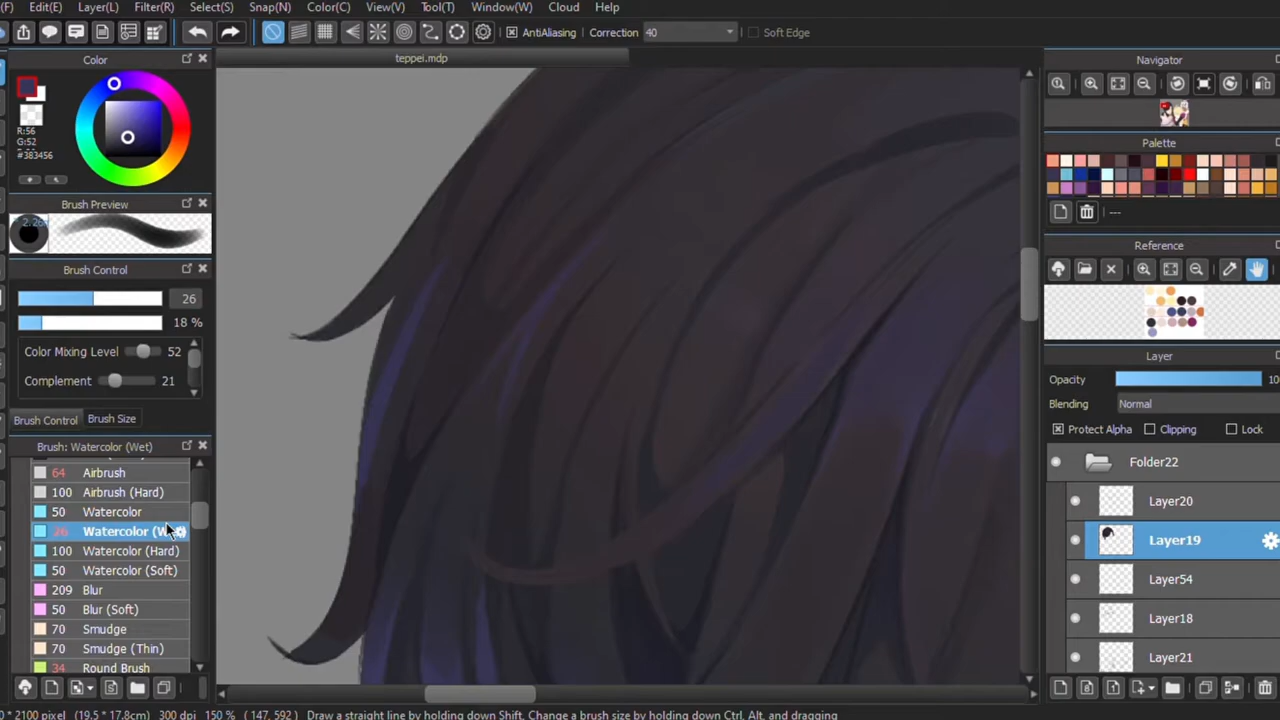 (F) Edit(E) Layer(L) Filter(R) Select(S) Snap(N) Color(C) View(V) Tool(T) Window(W) Cloud Help
AntiAliasing Correction 40 Soft Edge
teppei.mdp
Color
R:56
G:52
#383456
Brush Preview
Brush Control
26
18 %
Color Mixing Level 52
Complement 21
Brush Control Brush Size
Brush: Watercolor (Wet)
64 Airbrush
100 Airbrush (Hard)
50 Watercolor
26 Watercolor (W
100 Watercolor (Hard)
50 Watercolor (Soft)
209 Blur
50 Blur (Soft)
70 Smudge
70 Smudge (Thin)
34 Round Brush
Navigator
Palette
---
Reference
Layer
Opacity 10
Blending Normal
Protect Alpha Clipping Lock
Folder22
Layer20
Layer19
Layer54
Layer18
Layer21
0 * 2100 pixel (19.5 * 17.8cm) 300 dpi 150 % ( 147, 592) Draw a straight line by holding down Shift, Change a brush size by holding down Ctrl, Alt, and dragging